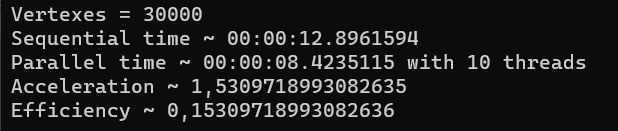 Vertexes = 30000
Sequential time ~ 00:00:12.8961594
Parallel time ~ 00:00:08.4235115 with 10 threads
Acceleration ~ 1,5309718993082635
Efficiency ~ 0,15309718993082636